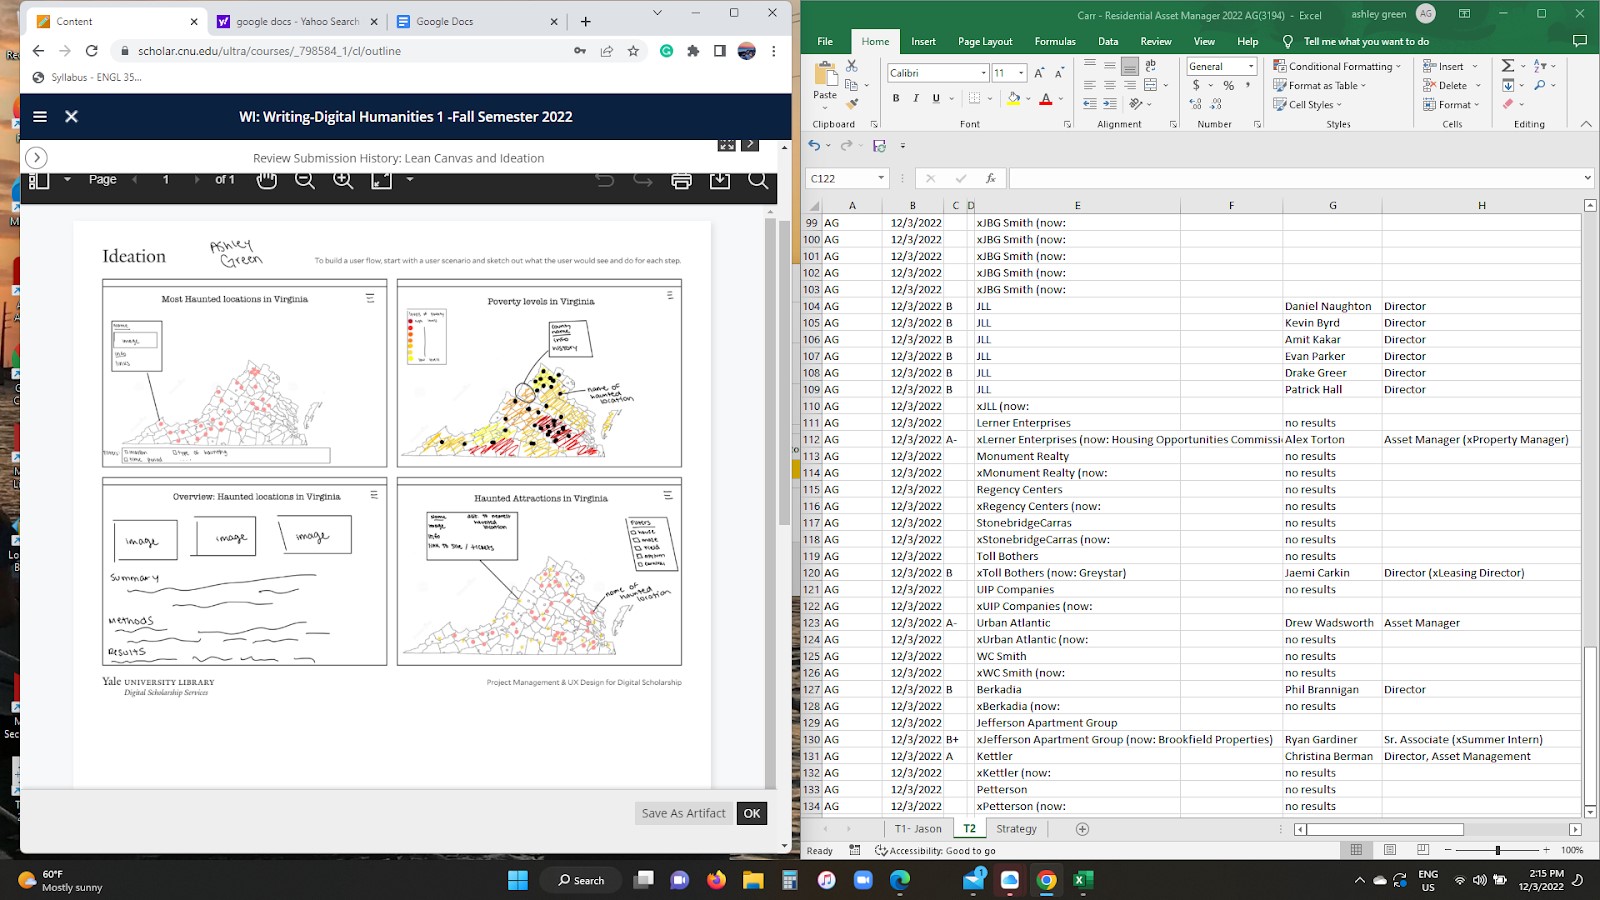 Content
google docs - Yahoo Search
Google Docs
scholar.cnu.edu/ultra/courses/_798584_1/cl/outline
Syllabus - ENGL 35...
WI: Writing-Digital Humanities 1 -Fall Semester 2022
Review Submission History: Lean Canvas and Ideation
Page 1 of 1
Ideation
Ashley Green
To build a user flow, start with a user scenario and sketch out what the user would see and do for each step.
Most Haunted locations in Virginia
Name
image
info
links
Poverty levels in Virginia
County name
info
history
name of haunted location
Overview: Haunted locations in Virginia
image image image
Summary
Methods
Results
Haunted Attractions in Virginia
Name
image
info
link to site / tickets
dist. to nearest haunted location
Filters
name of haunted location
Yale UNIVERSITY LIBRARY
Digital Scholarship Services
Project Management & UX Design for Digital Scholarship
Save As Artifact OK
Carr - Residential Asset Manager 2022 AG(3194) - Excel
ashley green AG
File Home Insert Page Layout Formulas Data Review View Help Tell me what you want to do
Paste
Calibri 11
B I U
General
$ % ,
Conditional Formatting
Format as Table
Cell Styles
Insert
Delete
Format
Clipboard Font Alignment Number Styles Cells Editing
C122 fx
A B C D E F G H
99 AG 12/3/2022 xJBG Smith (now:
100 AG 12/3/2022 xJBG Smith (now:
101 AG 12/3/2022 xJBG Smith (now:
102 AG 12/3/2022 xJBG Smith (now:
103 AG 12/3/2022 xJBG Smith (now:
104 AG 12/3/2022 B JLL Daniel Naughton Director
105 AG 12/3/2022 B JLL Kevin Byrd Director
106 AG 12/3/2022 B JLL Amit Kakar Director
107 AG 12/3/2022 B JLL Evan Parker Director
108 AG 12/3/2022 B JLL Drake Greer Director
109 AG 12/3/2022 B JLL Patrick Hall Director
110 AG 12/3/2022 xJLL (now:
111 AG 12/3/2022 Lerner Enterprises no results
112 AG 12/3/2022 A- xLerner Enterprises (now: Housing Opportunities Commissi Alex Torton Asset Manager (xProperty Manager)
113 AG 12/3/2022 Monument Realty no results
114 AG 12/3/2022 xMonument Realty (now: no results
115 AG 12/3/2022 Regency Centers no results
116 AG 12/3/2022 xRegency Centers (now: no results
117 AG 12/3/2022 StonebridgeCarras no results
118 AG 12/3/2022 xStonebridgeCarras (now: no results
119 AG 12/3/2022 Toll Bothers no results
120 AG 12/3/2022 B xToll Bothers (now: Greystar) Jaemi Carkin Director (xLeasing Director)
121 AG 12/3/2022 UIP Companies no results
122 AG 12/3/2022 xUIP Companies (now:
123 AG 12/3/2022 A- Urban Atlantic Drew Wadsworth Asset Manager
124 AG 12/3/2022 xUrban Atlantic (now: no results
125 AG 12/3/2022 WC Smith no results
126 AG 12/3/2022 xWC Smith (now: no results
127 AG 12/3/2022 B Berkadia Phil Brannigan Director
128 AG 12/3/2022 xBerkadia (now: no results
129 AG 12/3/2022 Jefferson Apartment Group
130 AG 12/3/2022 B+ xJefferson Apartment Group (now: Brookfield Properties) Ryan Gardiner Sr. Associate (xSummer Intern)
131 AG 12/3/2022 A Kettler Christina Berman Director, Asset Management
132 AG 12/3/2022 xKettler (now: no results
133 AG 12/3/2022 Petterson no results
134 AG 12/3/2022 xPetterson (now: no results
T1- Jason T2 Strategy
Ready Accessibility: Good to go 100%
60°F
Mostly sunny
Search
ENG
US
2:15 PM
12/3/2022